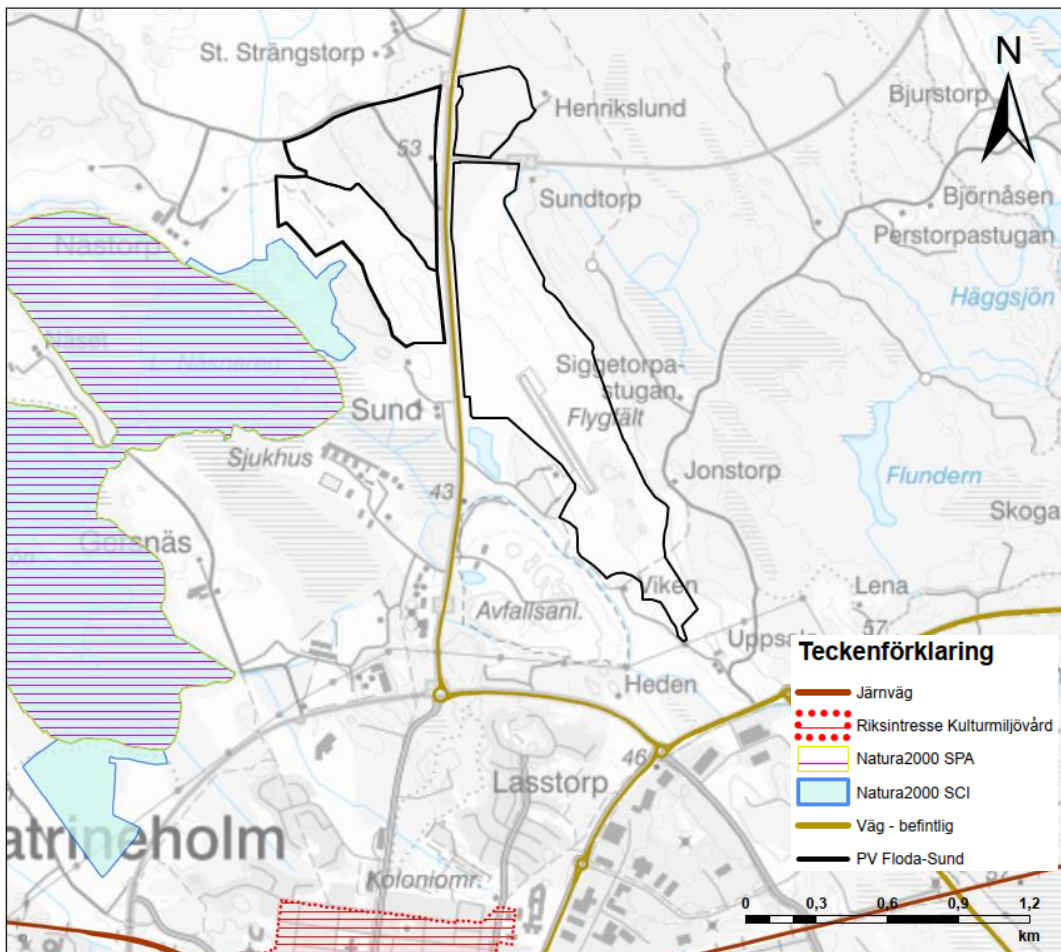 St. Strängstorp
N
Henrikslund
Bjurstorp
53
Sundtorp
Björnåsen
Perstorpastugan
Nästorp
Häggsjön
Näset
Näsnaren
Siggetorpa-
stugan
Sund
Flygfält
Sjukhus
Jonstorp
Flundern
43
Skoga
Gersnäs
Viken
Lena
Avfallsanl.
57
Uppsala
Heden
Teckenförklaring
Järnväg
Riksintresse Kulturmiljövård
Natura2000 SPA
Natura2000 SCI
Väg - befintlig
PV Floda-Sund
46
Lasstorp
atrineholm
Koloniomr.
57
0 0,3 0,6 0,9 1,2
km